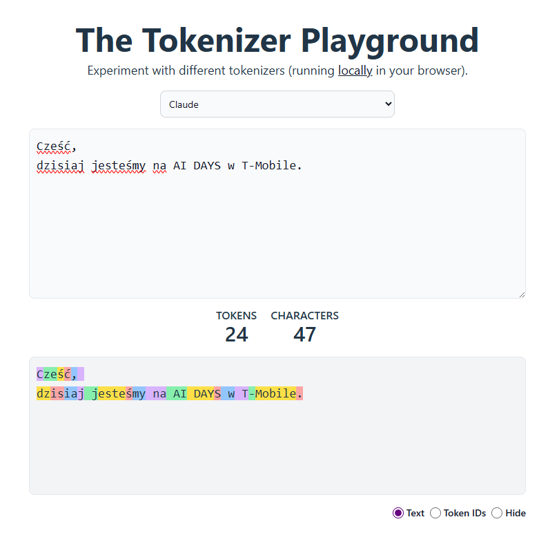 The Tokenizer Playground
Experiment with different tokenizers (running locally in your browser).
Claude
Cześć,
dzisiaj jesteśmy na AI DAYS w T-Mobile.
TOKENS CHARACTERS
24 47
Cześć,
dzisiaj jesteśmy na AI DAYS w T-Mobile.
Text Token IDs Hide